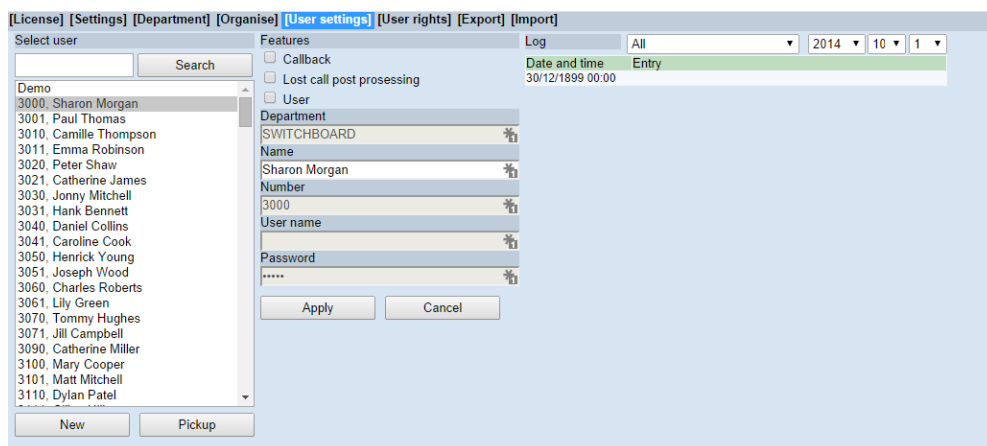 [License] [Settings] [Department] [Organise] [User settings] [User rights] [Export] [Import]
Select user
Search
Demo
3000, Sharon Morgan
3001, Paul Thomas
3010, Camille Thompson
3011, Emma Robinson
3020, Peter Shaw
3021, Catherine James
3030, Jonny Mitchell
3031, Hank Bennett
3040, Daniel Collins
3041, Caroline Cook
3050, Henrick Young
3051, Joseph Wood
3060, Charles Roberts
3061, Lily Green
3070, Tommy Hughes
3071, Jill Campbell
3090, Catherine Miller
3100, Mary Cooper
3101, Matt Mitchell
3110, Dylan Patel
New Pickup
Features
Callback
Lost call post prosessing
User
Department
SWITCHBOARD
Name
Sharon Morgan
Number
3000
User name
Password
•••••
Apply Cancel
Log All 2014 10 1
Date and time Entry
30/12/1899 00:00